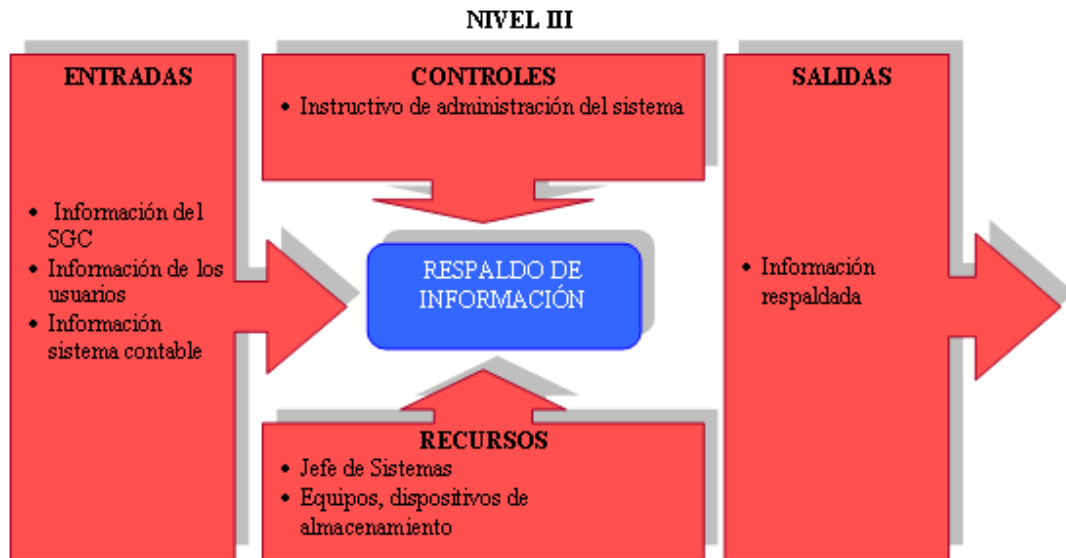 NIVEL III
ENTRADAS
• Información del
SGC
• Información de los
usuarios
• Información
sistema contable
CONTROLES
• Instructivo de administración del sistema
RESPALDO DE
INFORMACIÓN
RECURSOS
• Jefe de Sistemas
• Equipos, dispositivos de
almacenamiento
SALIDAS
• Información
respaldada